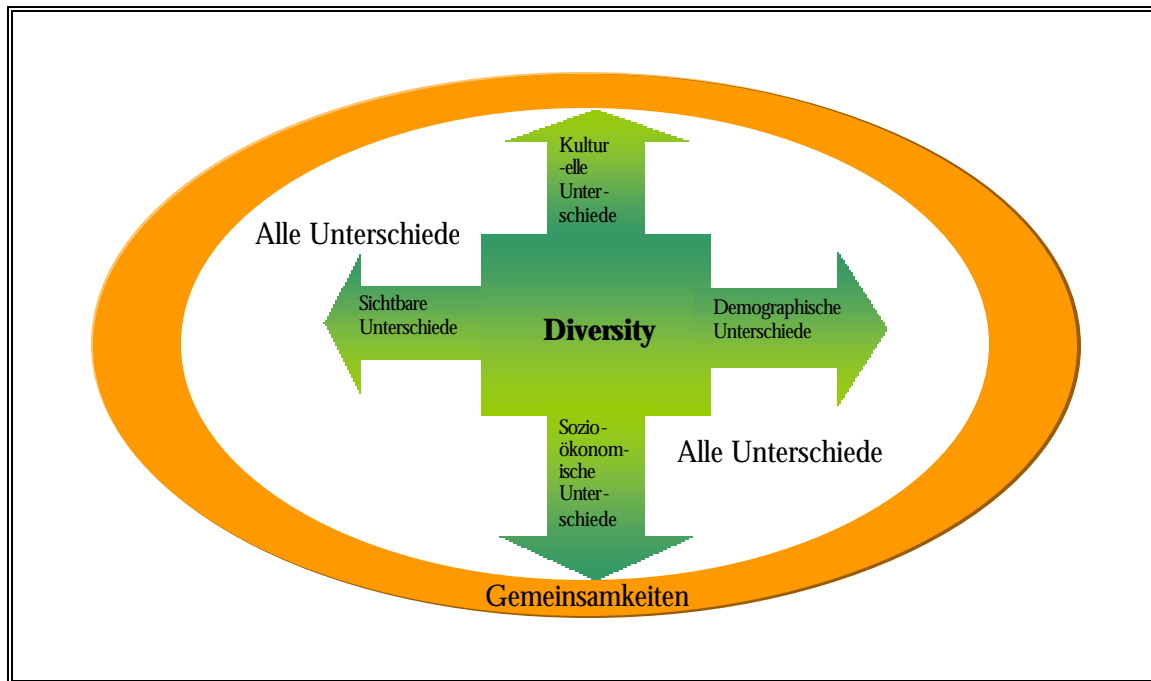 Kultur
-elle
Unter-
schiede
Alle Unterschiede
Sichtbare
Unterschiede
Diversity
Demographische
Unterschiede
Sozio-
ökonom-
ische
Unter-
schiede
Alle Unterschiede
Gemeinsamkeiten